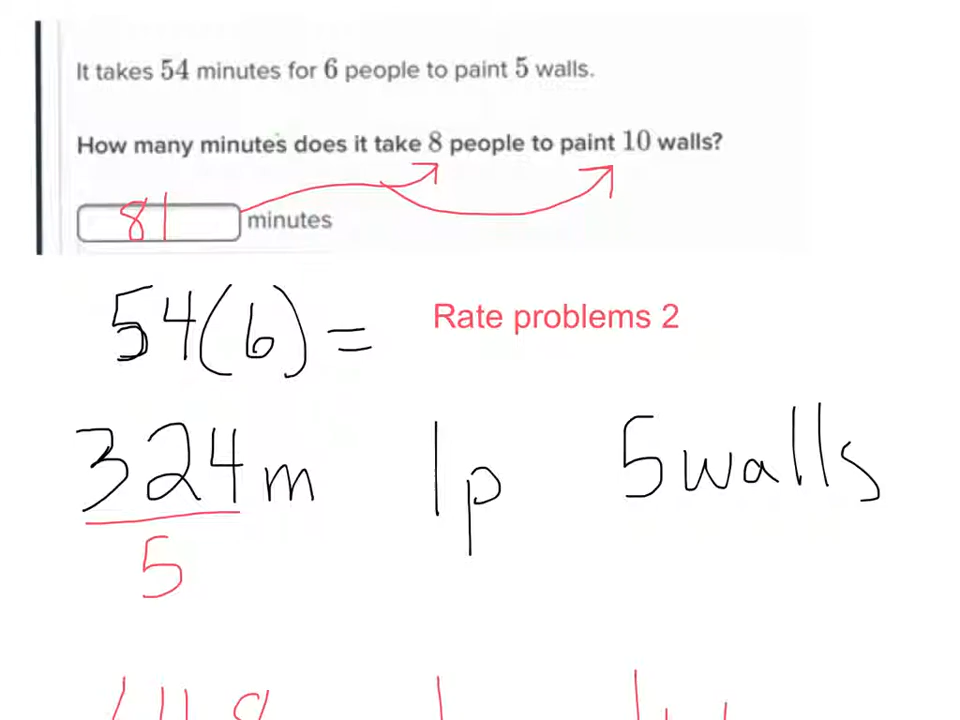 It takes 54 minutes for 6 people to paint 5 walls.
How many minutes does it take 8 people to paint 10 walls?
81 minutes
54(6) =
Rate problems 2
324m 1p 5walls
5